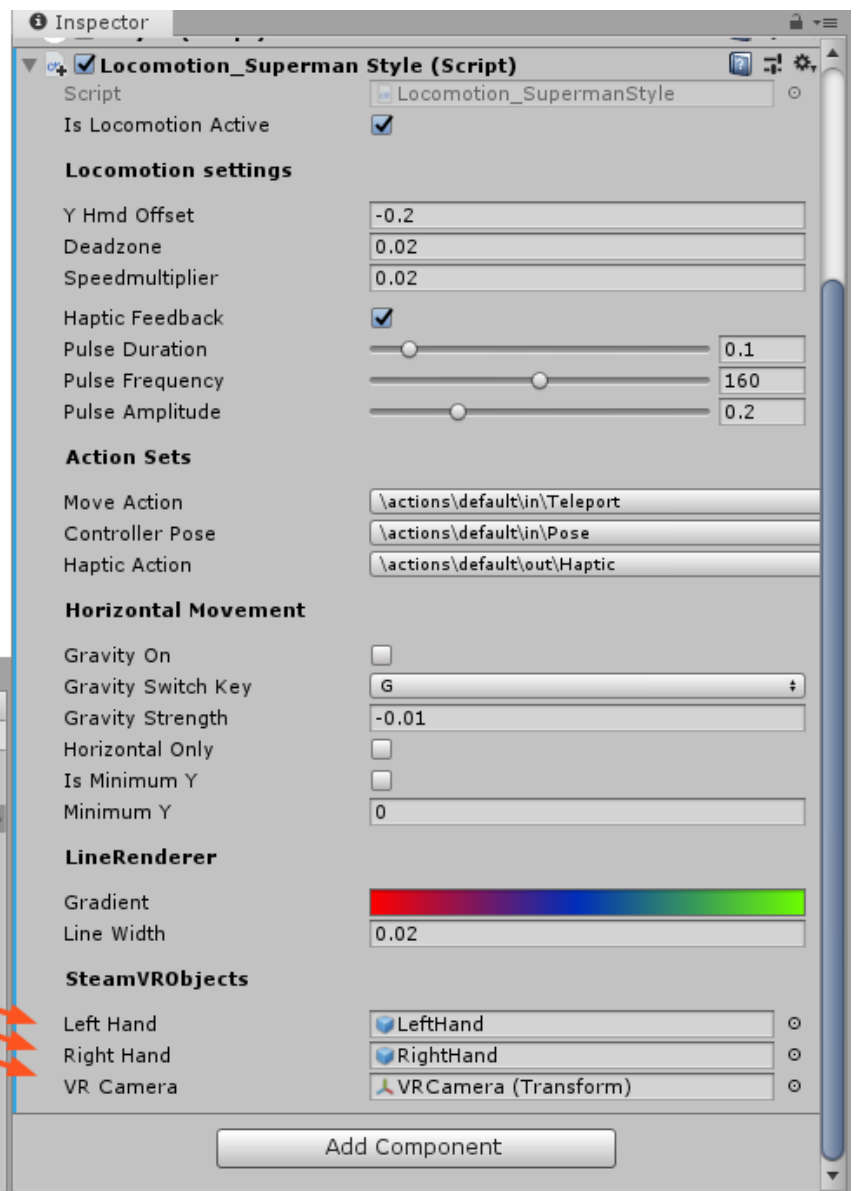 Inspector
Locomotion_Superman Style (Script)
Script Locomotion_SupermanStyle
Is Locomotion Active
Locomotion settings
Y Hmd Offset -0.2
Deadzone 0.02
Speedmultiplier 0.02
Haptic Feedback
Pulse Duration 0.1
Pulse Frequency 160
Pulse Amplitude 0.2
Action Sets
Move Action \actions\default\in\Teleport
Controller Pose \actions\default\in\Pose
Haptic Action \actions\default\out\Haptic
Horizontal Movement
Gravity On
Gravity Switch Key G
Gravity Strength -0.01
Horizontal Only
Is Minimum Y
Minimum Y 0
LineRenderer
Gradient
Line Width 0.02
SteamVRObjects
Left Hand LeftHand
Right Hand RightHand
VR Camera VRCamera (Transform)
Add Component